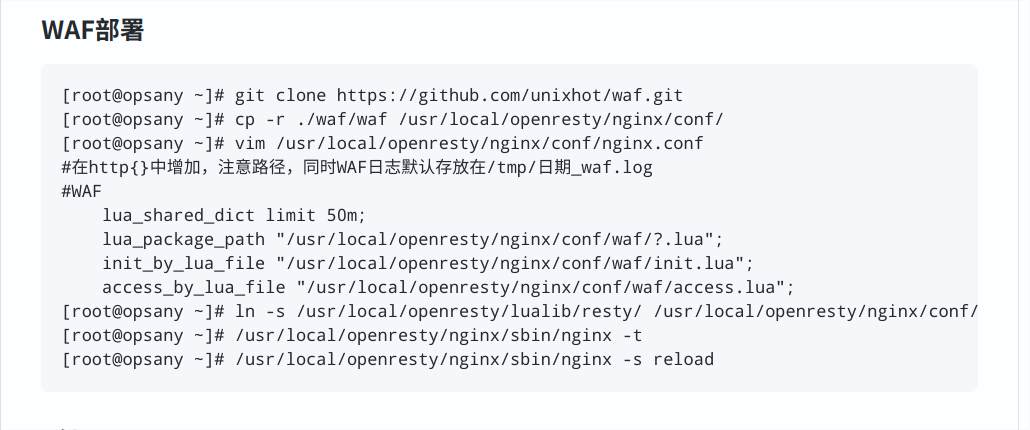 WAF部署
[root@opsany ~]# git clone https://github.com/unixhot/waf.git
[root@opsany ~]# cp -r ./waf/waf /usr/local/openresty/nginx/conf/
[root@opsany ~]# vim /usr/local/openresty/nginx/conf/nginx.conf
#在http{}中增加，注意路径，同时WAF日志默认存放在/tmp/日期_waf.log
#WAF
    lua_shared_dict limit 50m;
    lua_package_path "/usr/local/openresty/nginx/conf/waf/?.lua";
    init_by_lua_file "/usr/local/openresty/nginx/conf/waf/init.lua";
    access_by_lua_file "/usr/local/openresty/nginx/conf/waf/access.lua";
[root@opsany ~]# ln -s /usr/local/openresty/lualib/resty/ /usr/local/openresty/nginx/conf/
[root@opsany ~]# /usr/local/openresty/nginx/sbin/nginx -t
[root@opsany ~]# /usr/local/openresty/nginx/sbin/nginx -s reload